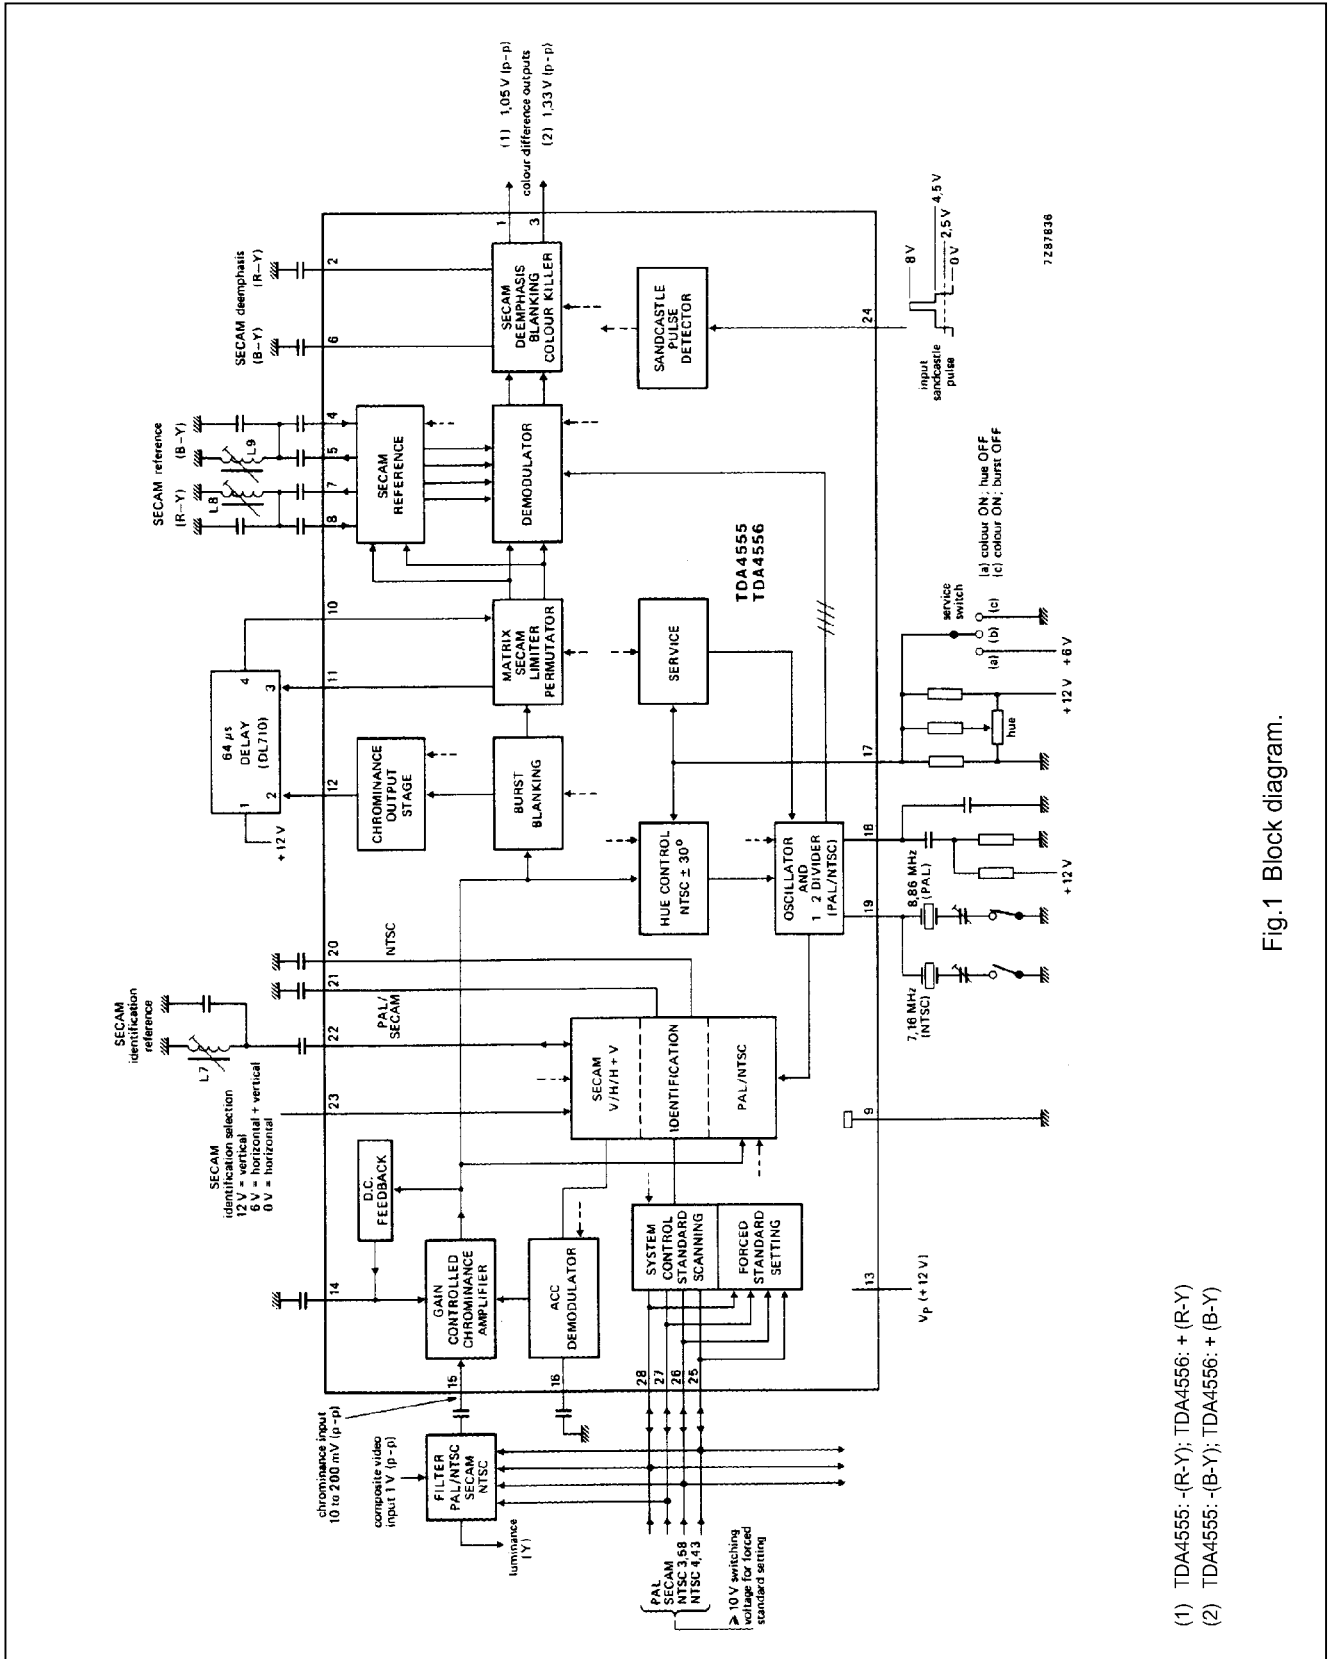 SECAM
identification
reference
L7
SECAM
identification selection
12 V = vertical
6 V = horizontal + vertical
0 V = horizontal
23
22
PAL/
SECAM
21
20
NTSC
+12 V
1
2
64 µs
DELAY
(DL710)
4
3
12
11
10
SECAM reference
(R–Y)
(B–Y)
L8
L9
8
7
5
4
SECAM deemphasis
(B–Y)
(R–Y)
6
2
(1) 1,05 V (p-p)
colour difference outputs
(2) 1,33 V (p-p)
1
3
14
D.C.
FEEDBACK
chrominance input
10 to 200 mV (p-p)
composite video
input 1 V (p-p)
FILTER
PAL/NTSC
SECAM
NTSC
luminance
(Y)
15
GAIN
CONTROLLED
CHROMINANCE
AMPLIFIER
16
ACC
DEMODULATOR
CHROMINANCE
OUTPUT
STAGE
BURST
BLANKING
MATRIX
SECAM
LIMITER
PERMUTATOR
SECAM
REFERENCE
DEMODULATOR
SECAM
DEEMPHASIS
BLANKING
COLOUR KILLER
SECAM
V/H/H + V
IDENTIFICATION
PAL/NTSC
HUE CONTROL
NTSC ± 30°
SERVICE
SANDCASTLE
PULSE
DETECTOR
PAL
SECAM
NTSC 3,58
NTSC 4,43
⩾ 10 V switching
voltage for forced
standard setting
28
27
26
25
SYSTEM
CONTROL
STANDARD
SCANNING
FORCED
STANDARD
SETTING
OSCILLATOR
AND
1 2 DIVIDER
(PAL/NTSC)
TDA4555
TDA4556
13
VP (+12 V)
9
19
18
17
24
7,16 MHz
(NTSC)
8,86 MHz
(PAL)
+12 V
hue
+12 V
+6 V
service
switch
(a)
(b)
(c)
(a) colour ON; hue OFF
(c) colour ON; burst OFF
input
sandcastle
pulse
8 V
4,5 V
2,5 V
0 V
7Z87836
Fig.1 Block diagram.
(1) TDA4555: -(R-Y); TDA4556: + (R-Y)
(2) TDA4555: -(B-Y); TDA4556: + (B-Y)